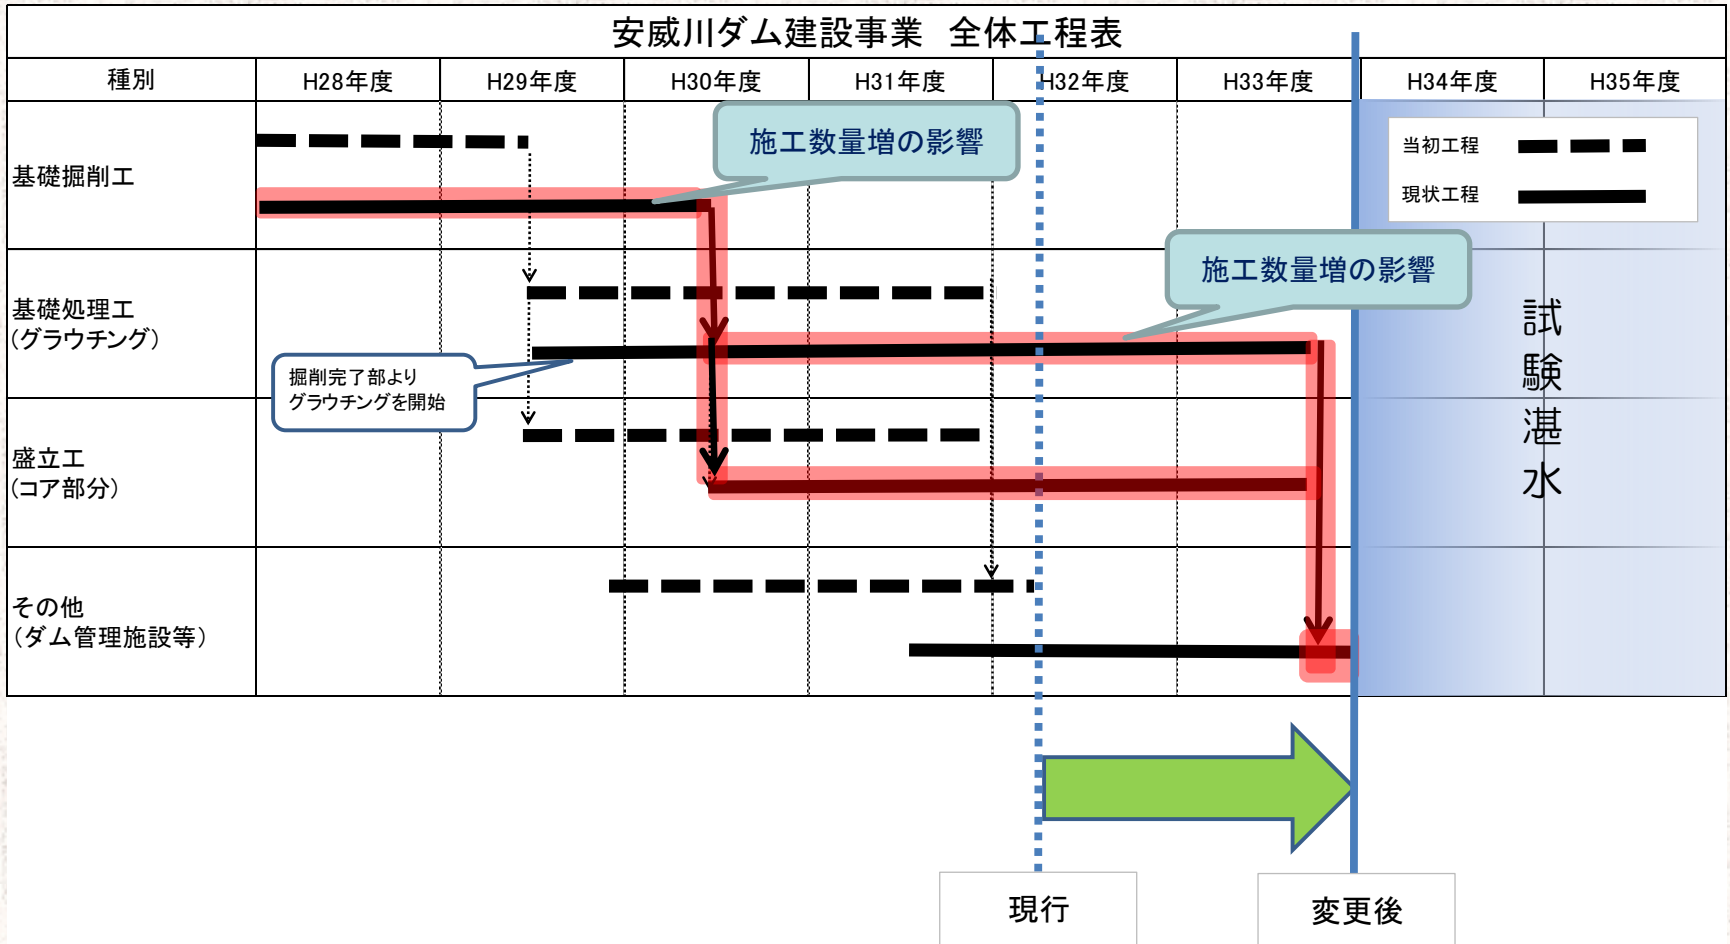 安威川ダム建設事業　全体工程表
種別 H28年度 H29年度 H30年度 H31年度 H32年度 H33年度 H34年度 H35年度
施工数量増の影響
当初工程
現状工程
基礎掘削工
施工数量増の影響
基礎処理工
(グラウチング)
掘削完了部より
グラウチングを開始
試験湛水
盛立工
(コア部分)
その他
(ダム管理施設等)
現行
変更後